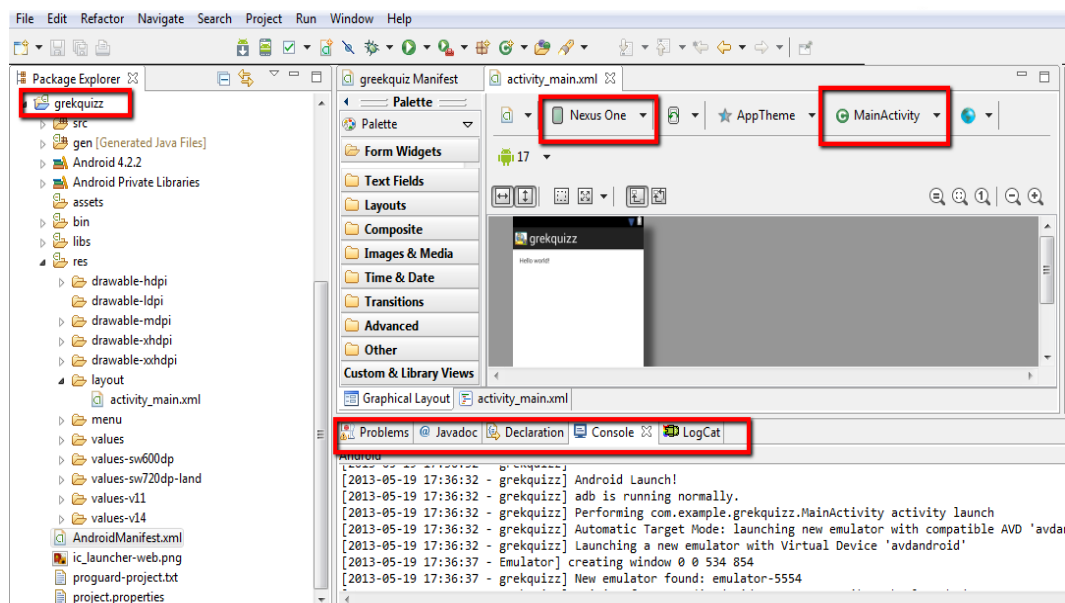 File Edit Refactor Navigate Search Project Run Window Help
Package Explorer
grekquizz
src
gen [Generated Java Files]
Android 4.2.2
Android Private Libraries
assets
bin
libs
res
drawable-hdpi
drawable-ldpi
drawable-mdpi
drawable-xhdpi
drawable-xxhdpi
layout
activity_main.xml
menu
values
values-sw600dp
values-sw720dp-land
values-v11
values-v14
AndroidManifest.xml
ic_launcher-web.png
proguard-project.txt
project.properties
greekquiz Manifest
activity_main.xml
Palette
Palette
Form Widgets
Text Fields
Layouts
Composite
Images & Media
Time & Date
Transitions
Advanced
Other
Custom & Library Views
Nexus One
AppTheme
MainActivity
17
grekquizz
Hello world!
Graphical Layout
activity_main.xml
Problems @ Javadoc Declaration Console LogCat
Android
[2013-05-19 17:36:32 - grekquizz]
[2013-05-19 17:36:32 - grekquizz] Android Launch!
[2013-05-19 17:36:32 - grekquizz] adb is running normally.
[2013-05-19 17:36:32 - grekquizz] Performing com.example.grekquizz.MainActivity activity launch
[2013-05-19 17:36:32 - grekquizz] Automatic Target Mode: launching new emulator with compatible AVD 'avda
[2013-05-19 17:36:32 - grekquizz] Launching a new emulator with Virtual Device 'avdandroid'
[2013-05-19 17:36:37 - Emulator] creating window 0 0 534 854
[2013-05-19 17:36:37 - grekquizz] New emulator found: emulator-5554